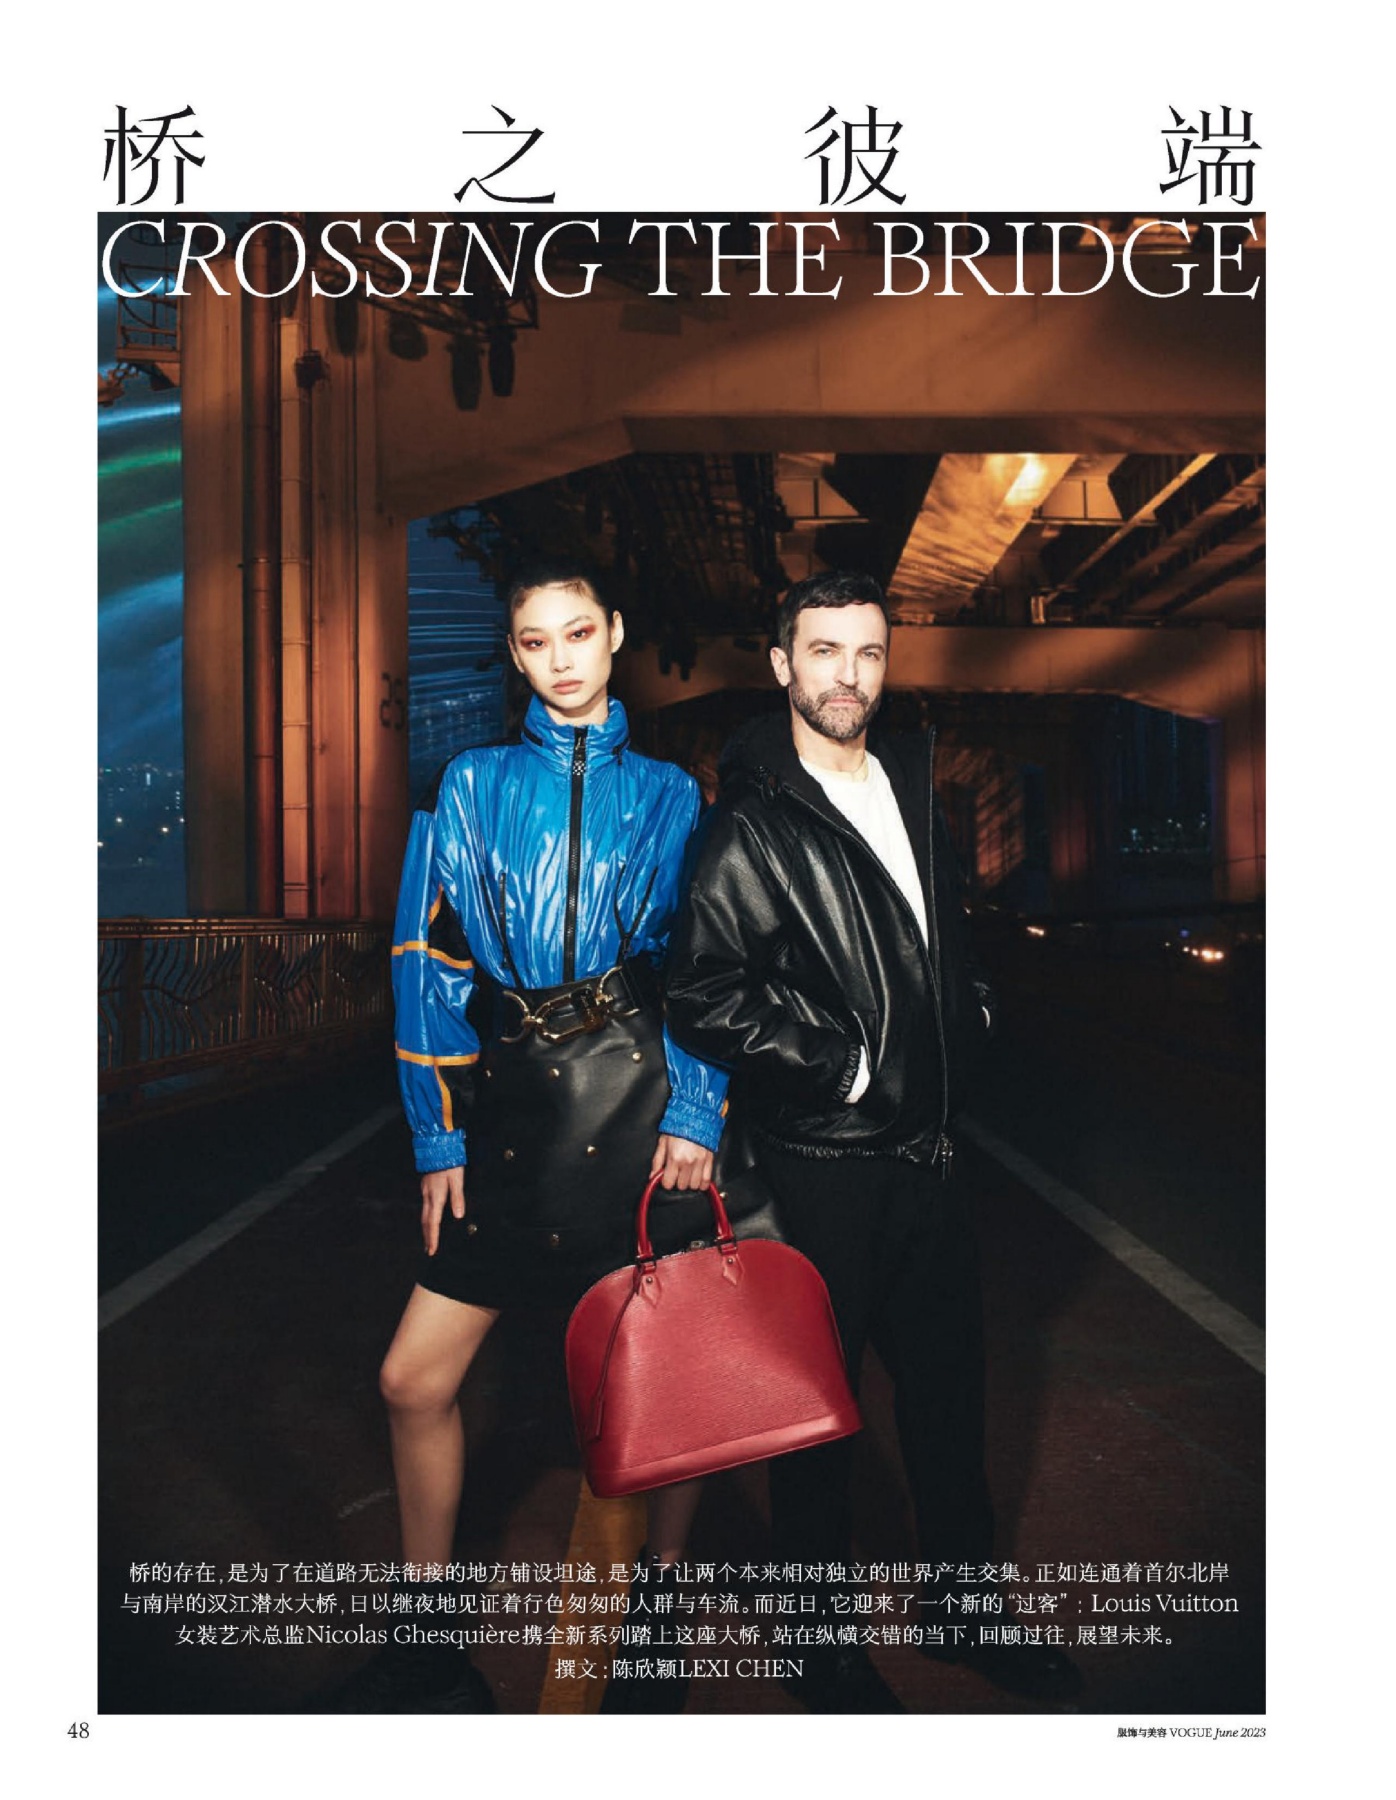 桥之彼端
CROSSING THE BRIDGE
25
桥的存在，是为了在道路无法衔接的地方铺设坦途，是为了让两个本来相对独立的世界产生交集。正如连通着首尔北岸
与南岸的汉江潜水大桥，日以继夜地见证着行色匆匆的人群与车流。而近日，它迎来了一个新的“过客”：Louis Vuitton
女装艺术总监Nicolas Ghesquière携全新系列踏上这座大桥，站在纵横交错的当下，回顾过往，展望未来。
撰文：陈欣颖LEXI CHEN
48
服饰与美容 VOGUE June 2023